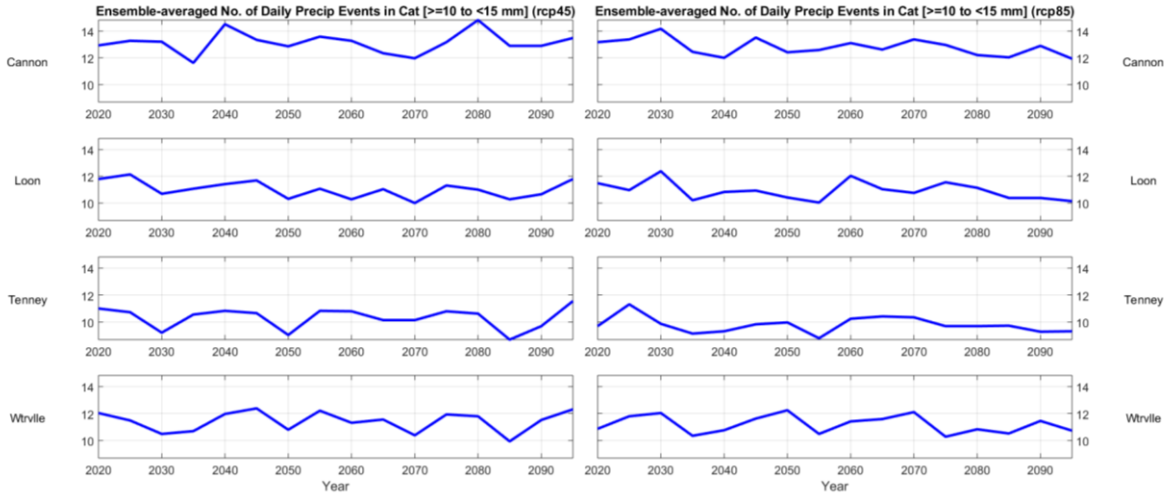 Ensemble-averaged No. of Daily Precip Events in Cat [>=10 to <15 mm] (rcp45)
Ensemble-averaged No. of Daily Precip Events in Cat [>=10 to <15 mm] (rcp85)
Cannon
14
12
10
2020 2030 2040 2050 2060 2070 2080 2090
14
12
10
2020 2030 2040 2050 2060 2070 2080 2090
Cannon
Loon
14
12
10
2020 2030 2040 2050 2060 2070 2080 2090
14
12
10
2020 2030 2040 2050 2060 2070 2080 2090
Loon
Tenney
14
12
10
2020 2030 2040 2050 2060 2070 2080 2090
14
12
10
2020 2030 2040 2050 2060 2070 2080 2090
Tenney
Wtrvlle
14
12
10
2020 2030 2040 2050 2060 2070 2080 2090
Year
14
12
10
2020 2030 2040 2050 2060 2070 2080 2090
Year
Wtrvlle